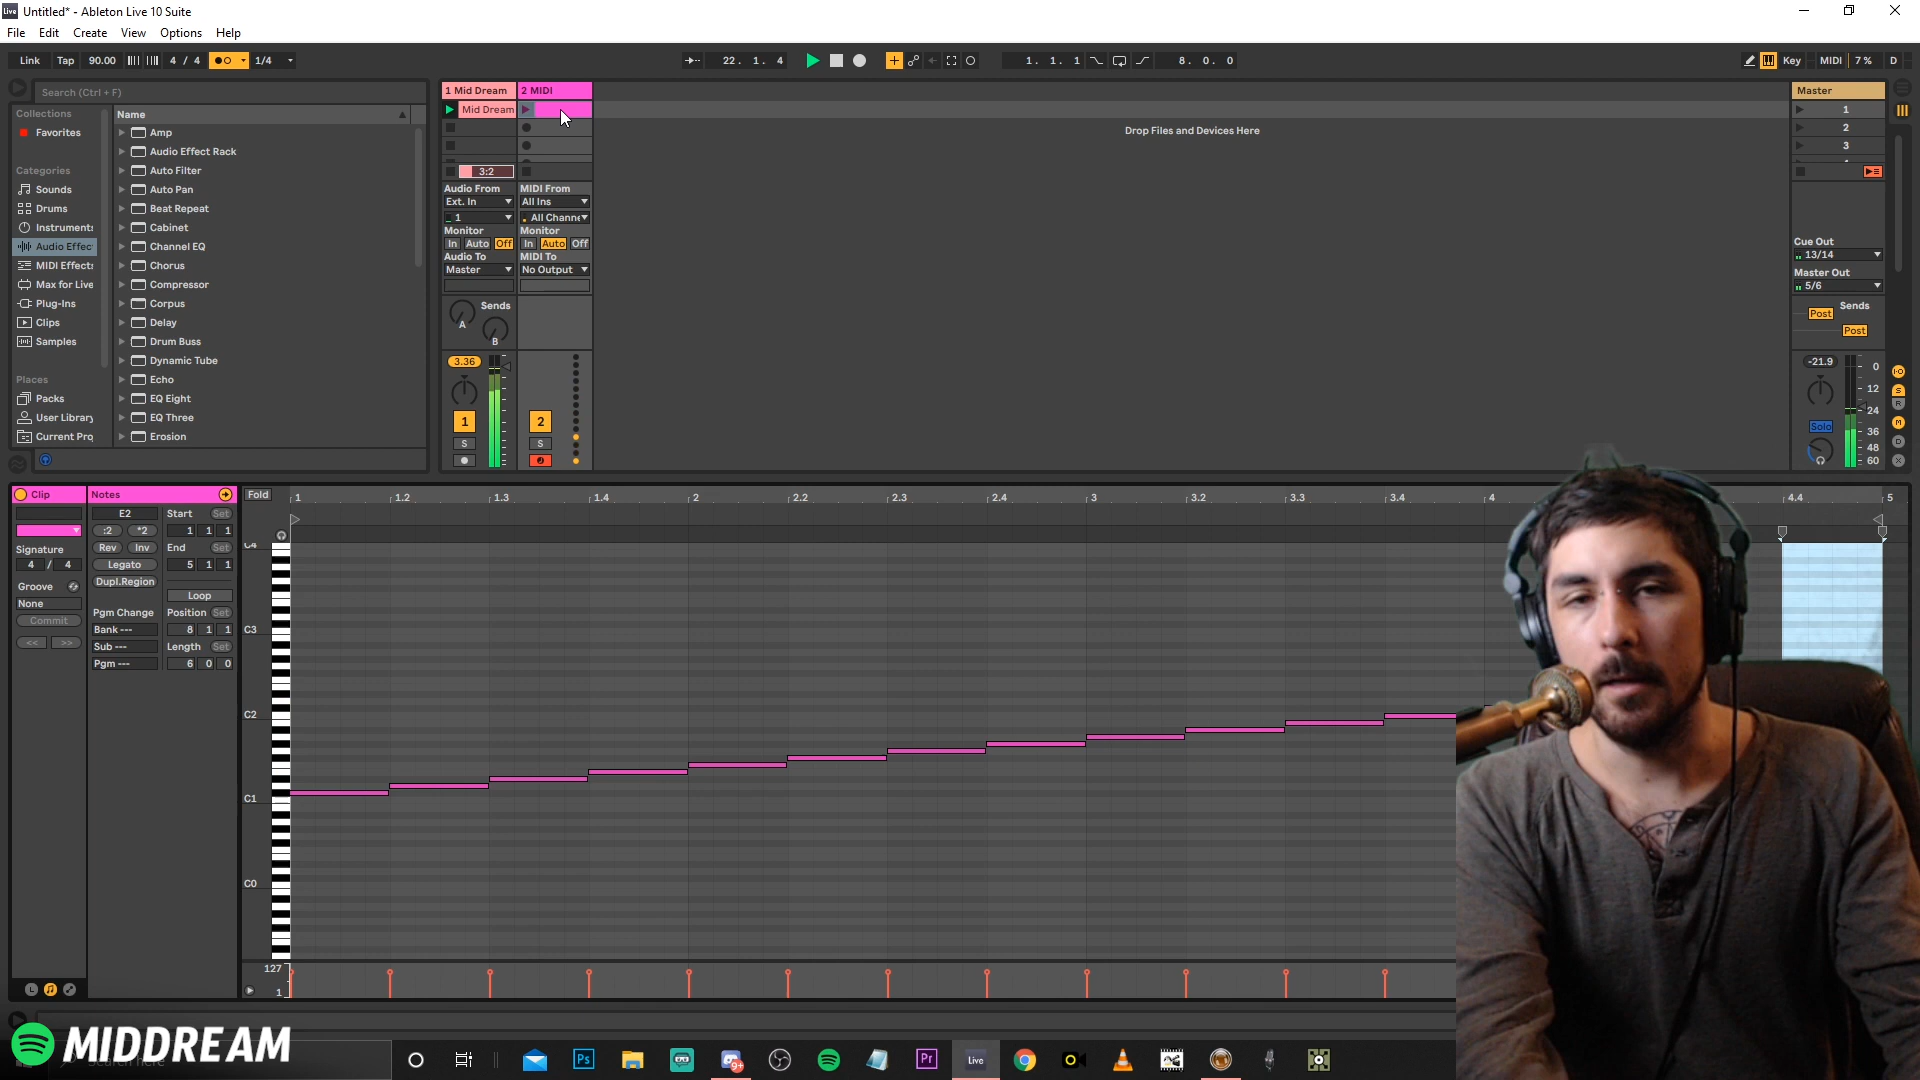 Untitled* - Ableton Live 10 Suite
File Edit Create View Options Help
Link Tap 90.00 4 / 4 1/4 22. 1. 4 1. 1. 1 8. 0. 0 Key MIDI 7 % D
Search (Ctrl + F)
Collections
Favorites
Categories
Sounds
Drums
Instruments
Audio Effec
MIDI Effects
Max for Live
Plug-Ins
Clips
Samples
Places
Packs
User Library
Current Pro
Name
Amp
Audio Effect Rack
Auto Filter
Auto Pan
Beat Repeat
Cabinet
Channel EQ
Chorus
Compressor
Corpus
Delay
Drum Buss
Dynamic Tube
Echo
EQ Eight
EQ Three
Erosion
1 Mid Dream 2 MIDI
Mid Dream
3:2
Audio From MIDI From
Ext. In All Ins
1 All Channe
Monitor Monitor
In Auto Off In Auto Off
Audio To MIDI To
Master No Output
Sends
A
B
3.36
1 2
S S
Drop Files and Devices Here
Master
1
2
3
Cue Out
13/14
Master Out
5/6
Sends
Post
Post
-21.9 0
12
24
Solo 36
48
60
I-O
S
R
M
D
X
Clip Notes Fold 1 1.2 1.3 1.4 2 2.2 2.3 2.4 3 3.2 3.3 3.4 4 4.4 5
E2 Start Set
:2 *2 1 1 1
Signature Rev Inv End Set
4 / 4 Legato 5 1 1
Groove Dupl.Region
None Loop
Commit Pgm Change Position Set
<< >> Bank --- 8 1 1
Sub --- Length Set
Pgm --- 6 0 0
C4
C3
C2
C1
C0
127
1
MIDDREAM
Ps 9+ Pr Live